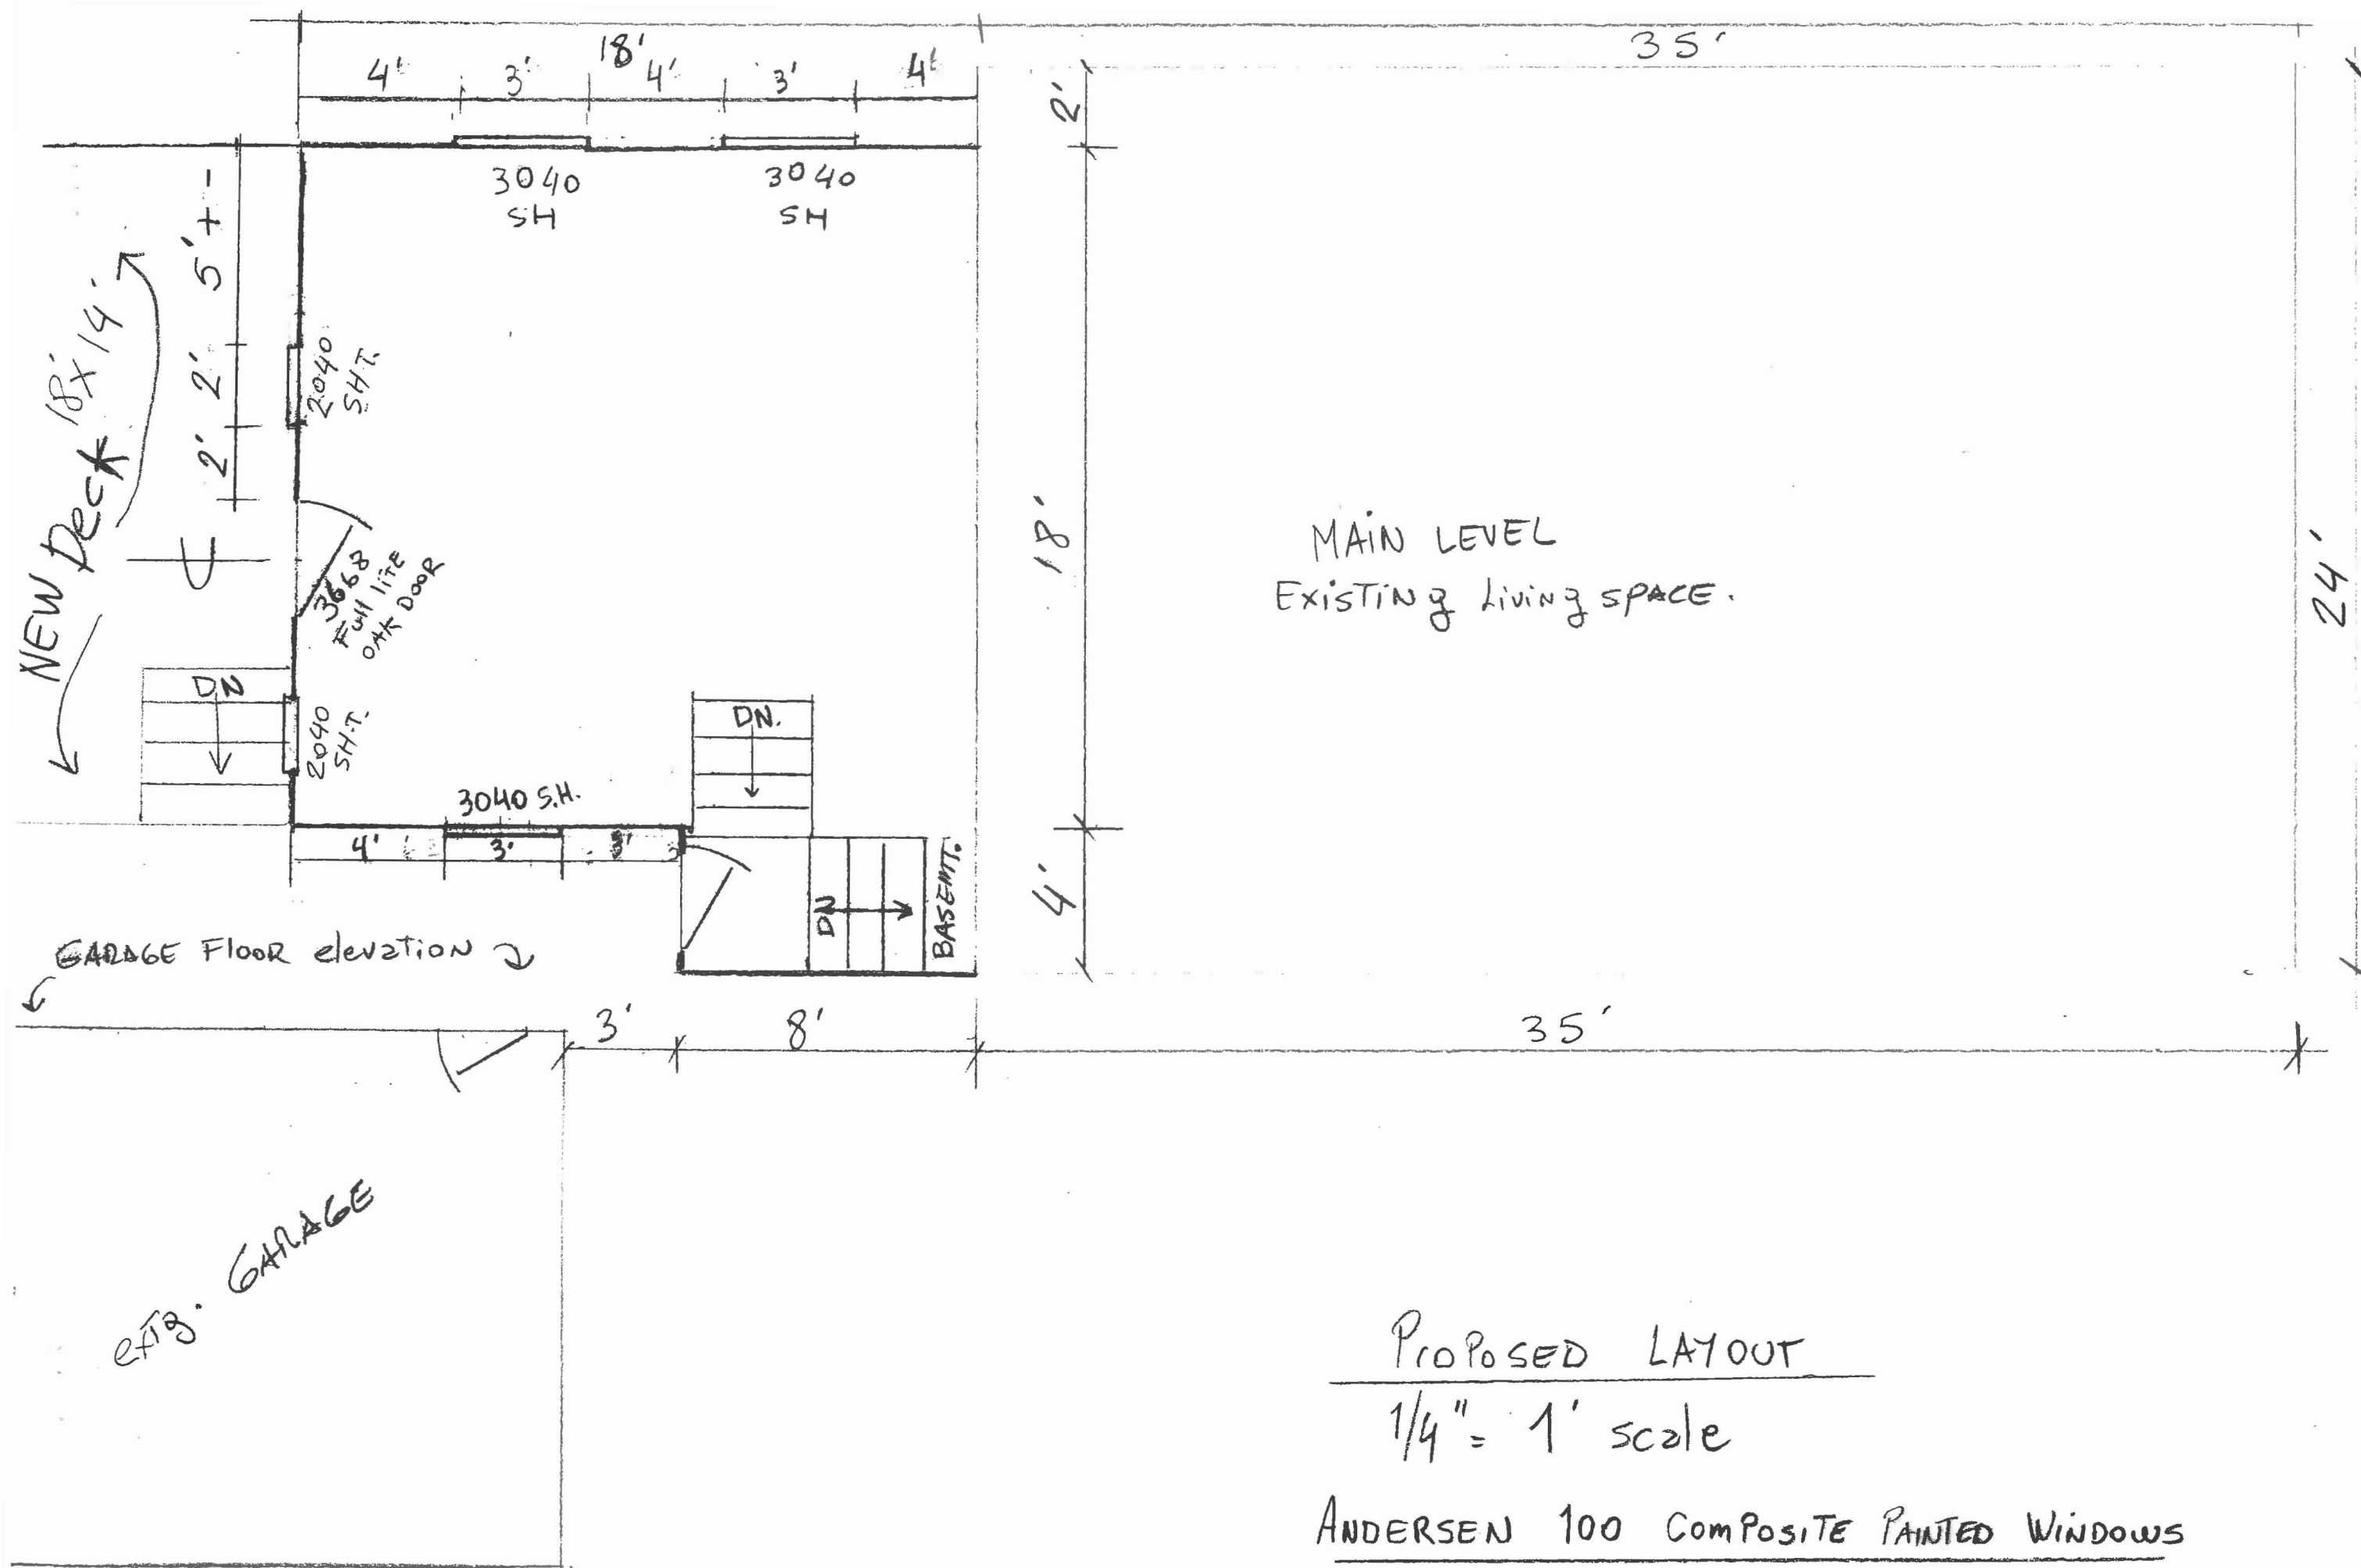 35'
18'
4' 3' 4' 3' 4'
2'
3040
SH
3040
SH
5'+-
2'
2040
SH.T.
2'
NEW Deck 18'x14'
3668
Full liTE
OAK DOOR
18'
MAIN LEVEL
ExisTiNg Living SPACE.
24'
DN
2040
SH.T.
DN.
3040 S.H.
4' 3' 3'
DN
BASEMT.
4'
GARAGE Floor elevaTioN
3' 8' 35'
extg. GARAGE
PROPOSED LAYOUT
1/4" = 1' scale
ANDERSEN 100 COMPOSITE PAINTED WINDOWS